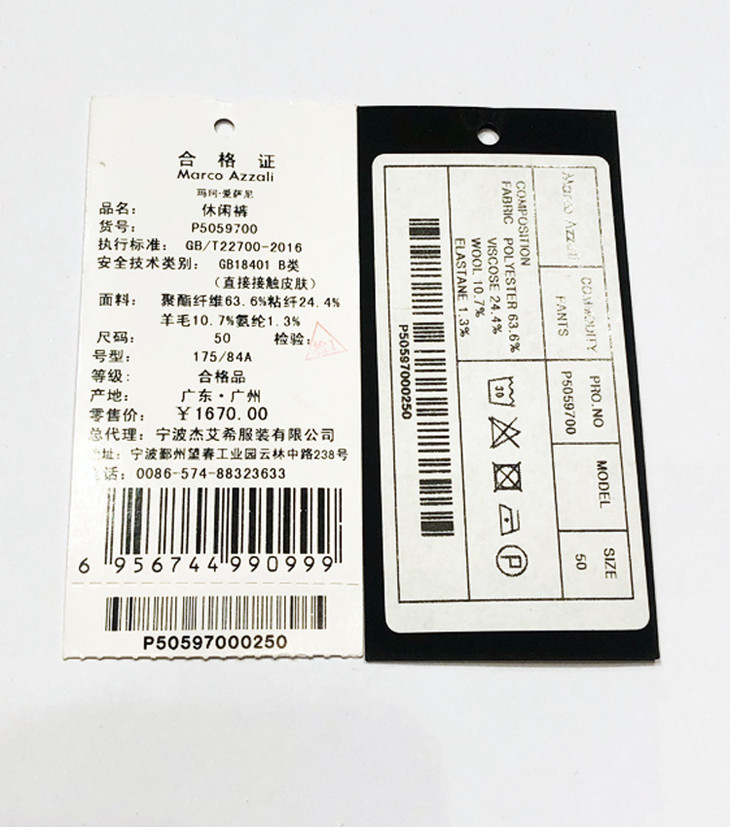 合格证
Marco Azzali
玛珂·爱萨尼
品名： 休闲裤
货号： P5059700
执行标准： GB/T22700-2016
安全技术类别： GB18401 B类
（直接接触皮肤）
面料： 聚酯纤维63.6%粘纤24.4%
羊毛10.7%氨纶1.3%
尺码： 50 检验：
号型： 175/84A
等级： 合格品
产地： 广东·广州
零售价： ￥1670.00
总代理：宁波杰艾希服装有限公司
址：宁波鄞州望春工业园云林中路238号
话：0086-574-88323633
6 956744 990999
P50597000250
Marco Azzali
COMMODITY
PANTS
PRO.NO
P5059700
MODEL
SIZE
50
COMPOSITION
FABRIC POLYESTER 63.6%
VISCOSE 24.4%
WOOL 10.7%
ELASTANE 1.3%
30
P
P50597000250